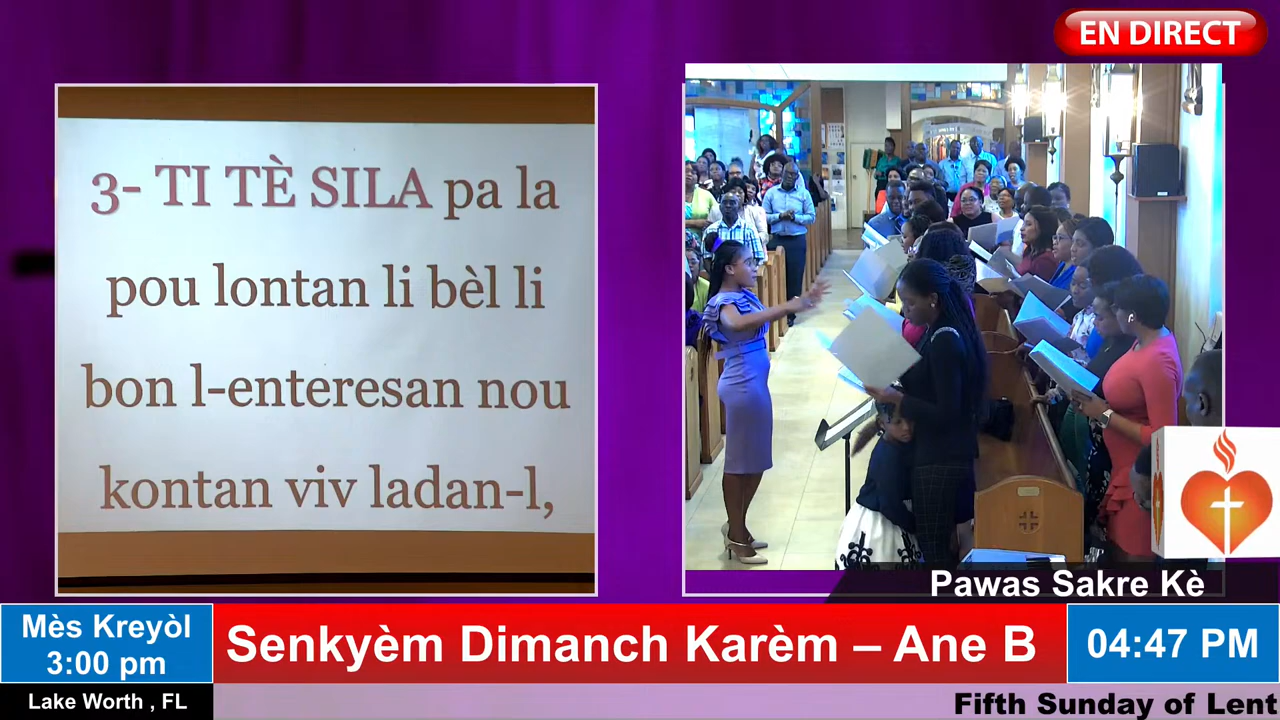 EN DIRECT
3- TI TÈ SILA pa la
pou lontan li bèl li
bon l-enteresan nou
kontan viv ladan-l,
Pawas Sakre Kè
Mès Kreyòl
3:00 pm
Senkyèm Dimanch Karèm – Ane B
04:47 PM
Lake Worth , FL
Fifth Sunday of Lent